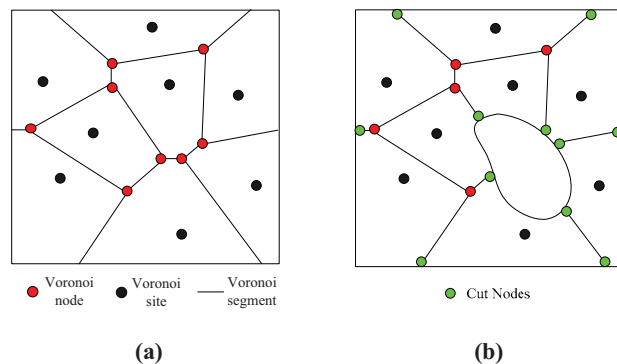 Voronoi node
Voronoi site
Voronoi segment
Cut Nodes
(a)
(b)